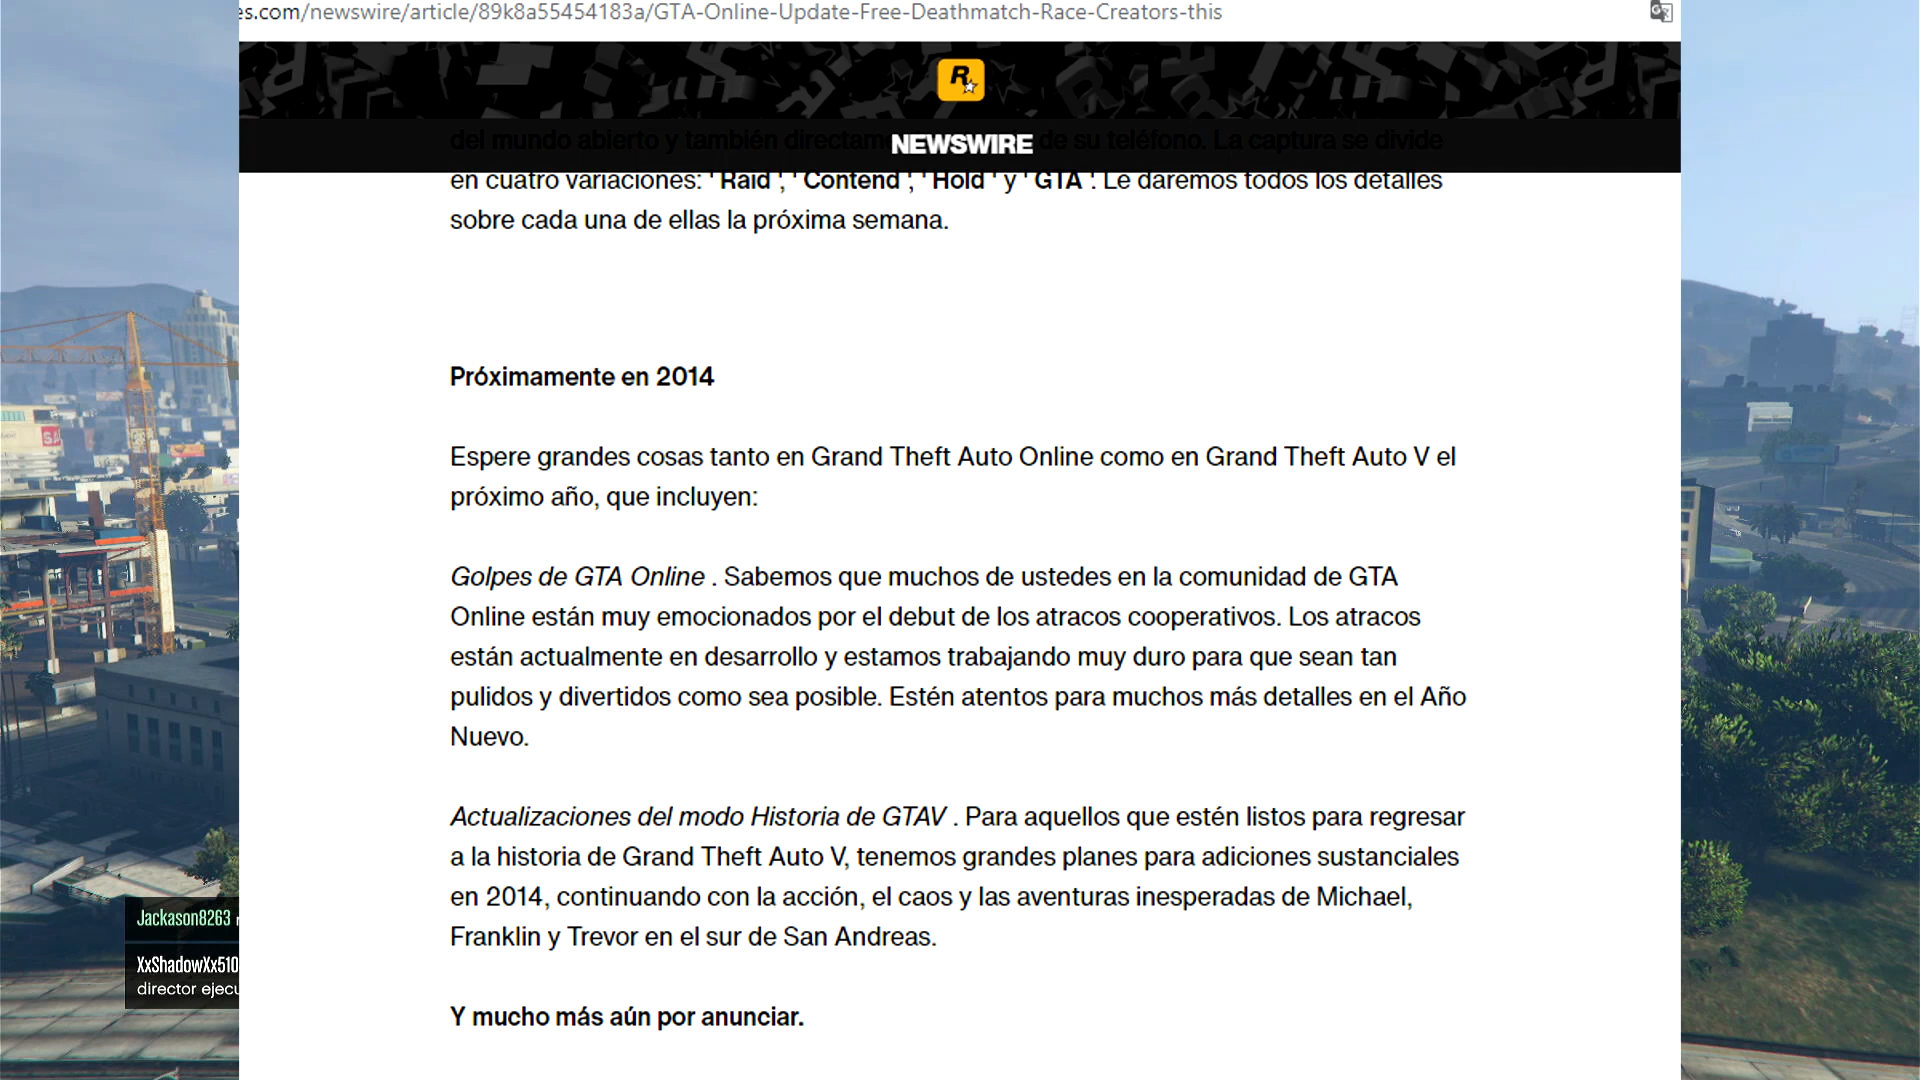 es.com/newswire/article/89k8a55454183a/GTA-Online-Update-Free-Deathmatch-Race-Creators-this
R
del mundo abierto y también directam de su teléfono. La captura se divide
NEWSWIRE
en cuatro variaciones: ' Raid ', ' Contend ', ' Hold ' y ' GTA '. Le daremos todos los detalles
sobre cada una de ellas la próxima semana.
Próximamente en 2014
Espere grandes cosas tanto en Grand Theft Auto Online como en Grand Theft Auto V el
próximo año, que incluyen:
Golpes de GTA Online . Sabemos que muchos de ustedes en la comunidad de GTA
Online están muy emocionados por el debut de los atracos cooperativos. Los atracos
están actualmente en desarrollo y estamos trabajando muy duro para que sean tan
pulidos y divertidos como sea posible. Estén atentos para muchos más detalles en el Año
Nuevo.
Actualizaciones del modo Historia de GTAV . Para aquellos que estén listos para regresar
a la historia de Grand Theft Auto V, tenemos grandes planes para adiciones sustanciales
en 2014, continuando con la acción, el caos y las aventuras inesperadas de Michael,
Franklin y Trevor en el sur de San Andreas.
Y mucho más aún por anunciar.
Jackason8263
XxShadowXx510
director ejecu